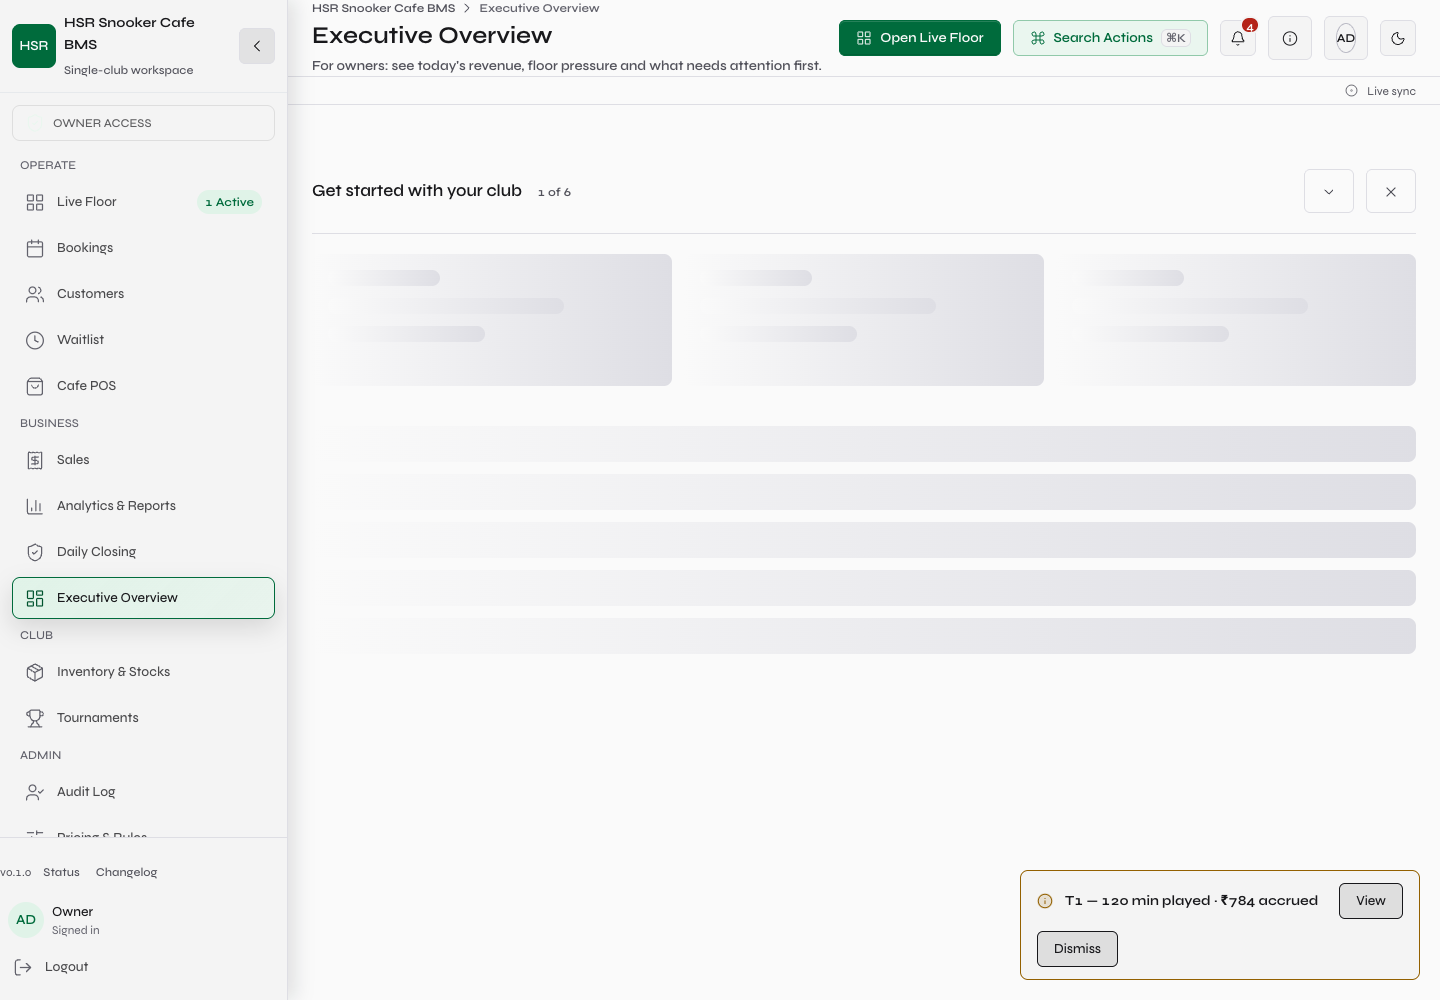 HSR
HSR Snooker Cafe
BMS
Single-club workspace
OWNER ACCESS
OPERATE
Live Floor
1 Active
Bookings
Customers
Waitlist
Cafe POS
BUSINESS
Sales
Analytics & Reports
Daily Closing
Executive Overview
CLUB
Inventory & Stocks
Tournaments
ADMIN
Audit Log
Pricing & Rules
v0.1.0 Status Changelog
AD
Owner
Signed in
Logout
HSR Snooker Cafe BMS > Executive Overview
Executive Overview
For owners: see today's revenue, floor pressure and what needs attention first.
Open Live Floor
Search Actions ⌘K
4
AD
Live sync
Get started with your club 1 of 6
T1 — 120 min played · ₹784 accrued
View
Dismiss